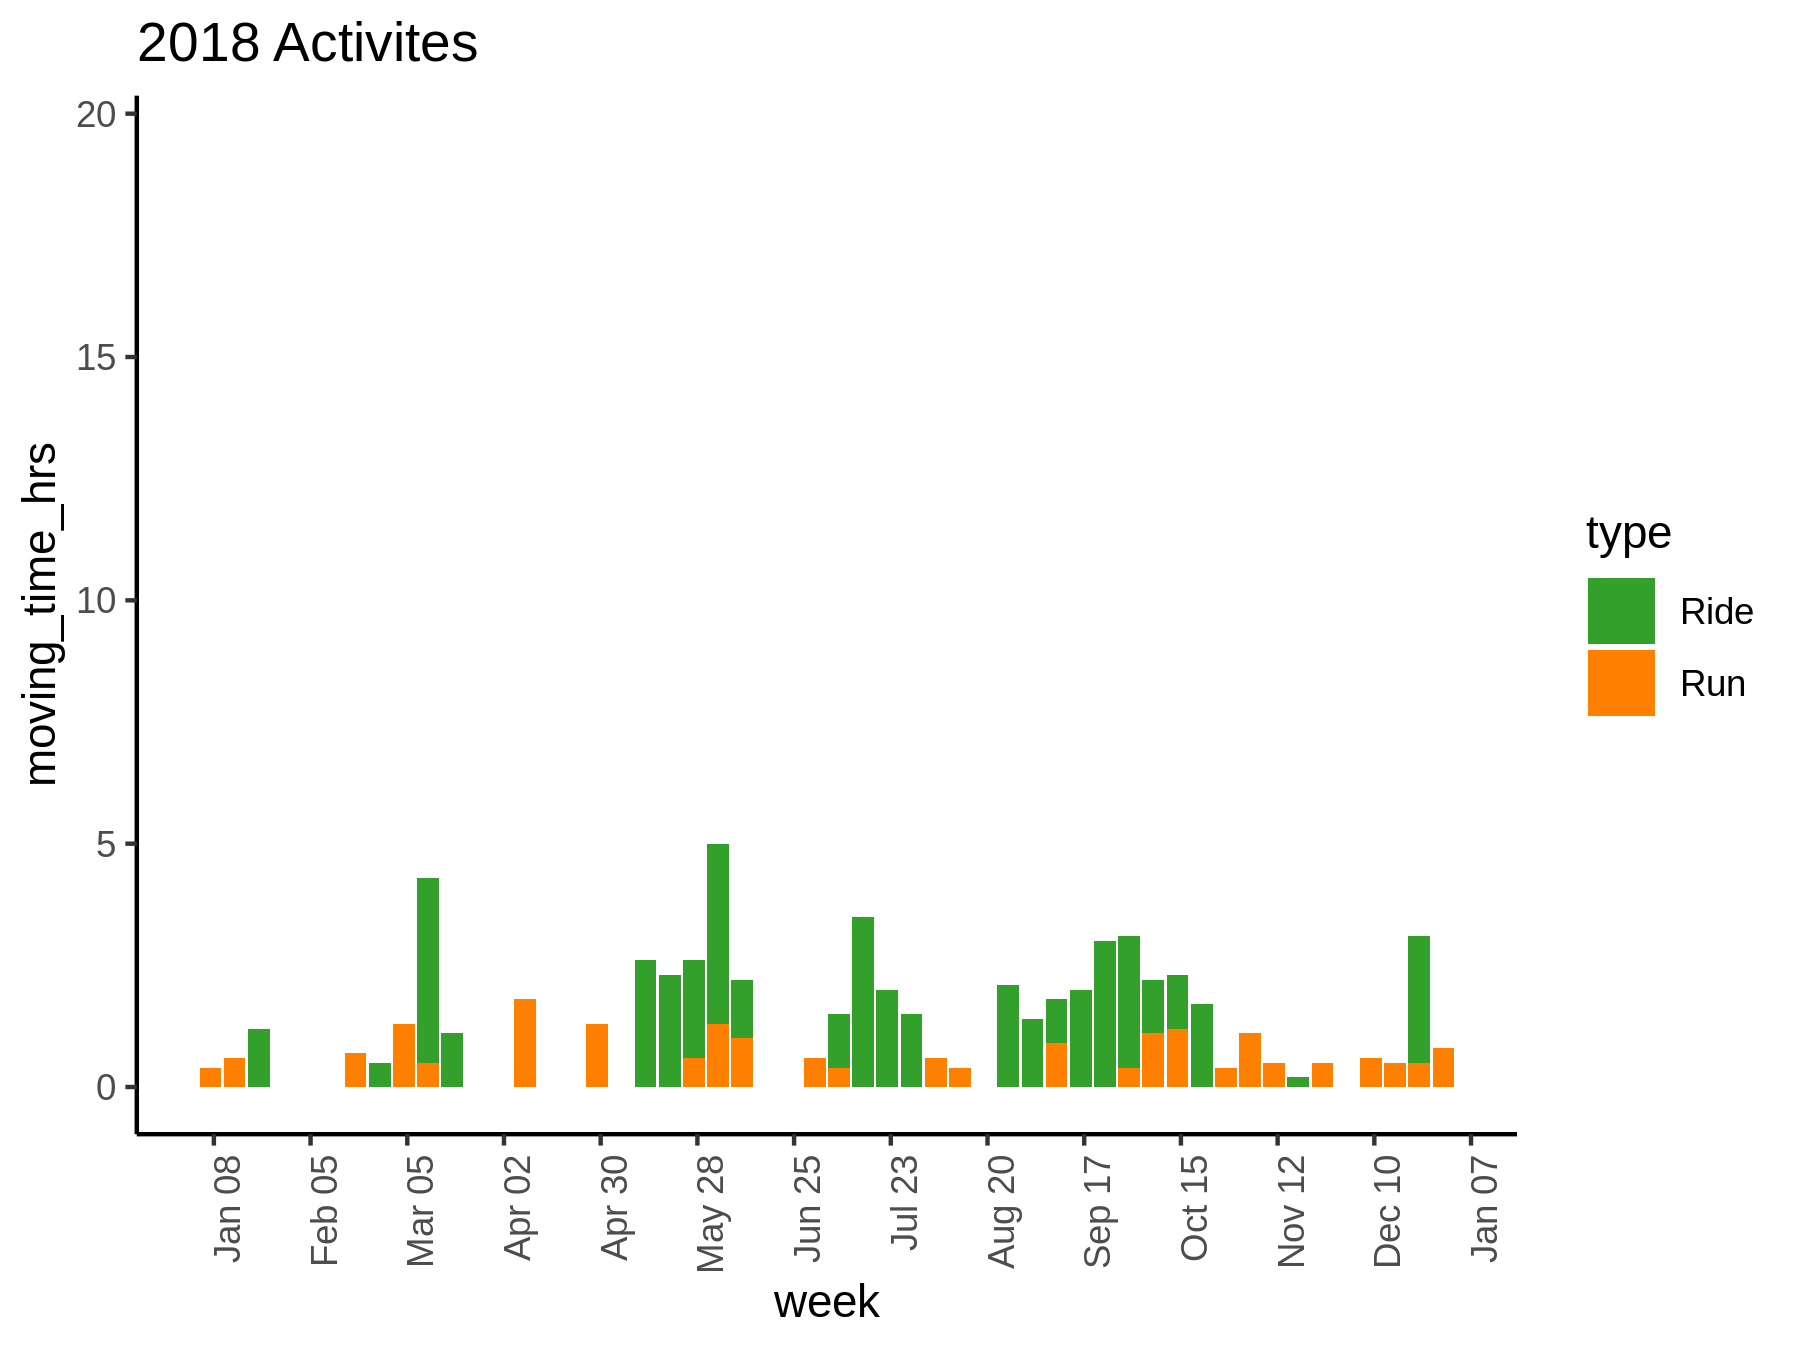 2018 Activites
20
15
10
5
0
moving_time_hrs
Jan 08
Feb 05
Mar 05
Apr 02
Apr 30
May 28
Jun 25
Jul 23
Aug 20
Sep 17
Oct 15
Nov 12
Dec 10
Jan 07
week
type
Ride
Run